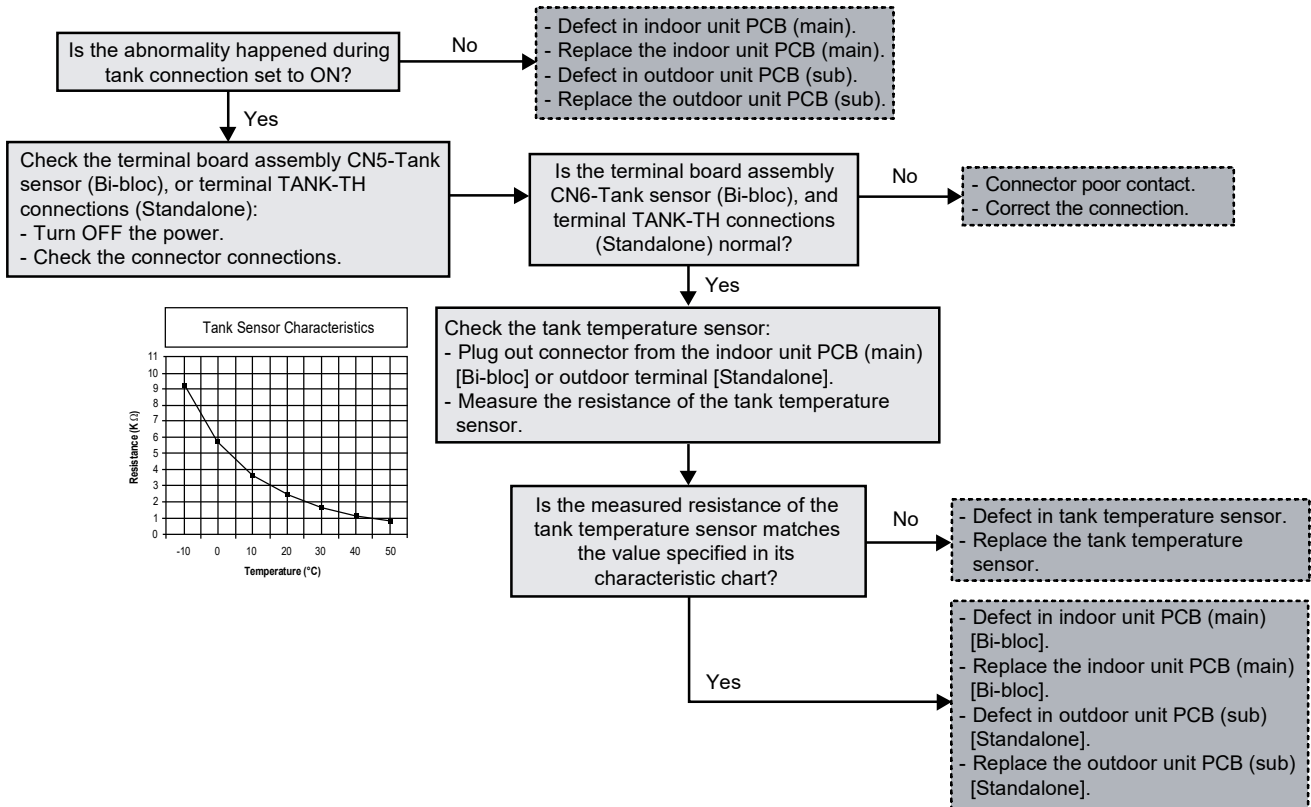 Is the abnormality happened during
tank connection set to ON?
No
- Defect in indoor unit PCB (main).
- Replace the indoor unit PCB (main).
- Defect in outdoor unit PCB (sub).
- Replace the outdoor unit PCB (sub).
Yes
Check the terminal board assembly CN5-Tank
sensor (Bi-bloc), or terminal TANK-TH
connections (Standalone):
- Turn OFF the power.
- Check the connector connections.
Is the terminal board assembly
CN6-Tank sensor (Bi-bloc), and
terminal TANK-TH connections
(Standalone) normal?
No
- Connector poor contact.
- Correct the connection.
Yes
Tank Sensor Characteristics
11
10
9
8
7
6
5
4
3
2
1
0
Resistance (K Ω)
-10 0 10 20 30 40 50
Temperature (°C)
Check the tank temperature sensor:
- Plug out connector from the indoor unit PCB (main)
[Bi-bloc] or outdoor terminal [Standalone].
- Measure the resistance of the tank temperature
sensor.
Is the measured resistance of the
tank temperature sensor matches
the value specified in its
characteristic chart?
No
- Defect in tank temperature sensor.
- Replace the tank temperature
sensor.
Yes
- Defect in indoor unit PCB (main)
[Bi-bloc].
- Replace the indoor unit PCB (main)
[Bi-bloc].
- Defect in outdoor unit PCB (sub)
[Standalone].
- Replace the outdoor unit PCB (sub)
[Standalone].